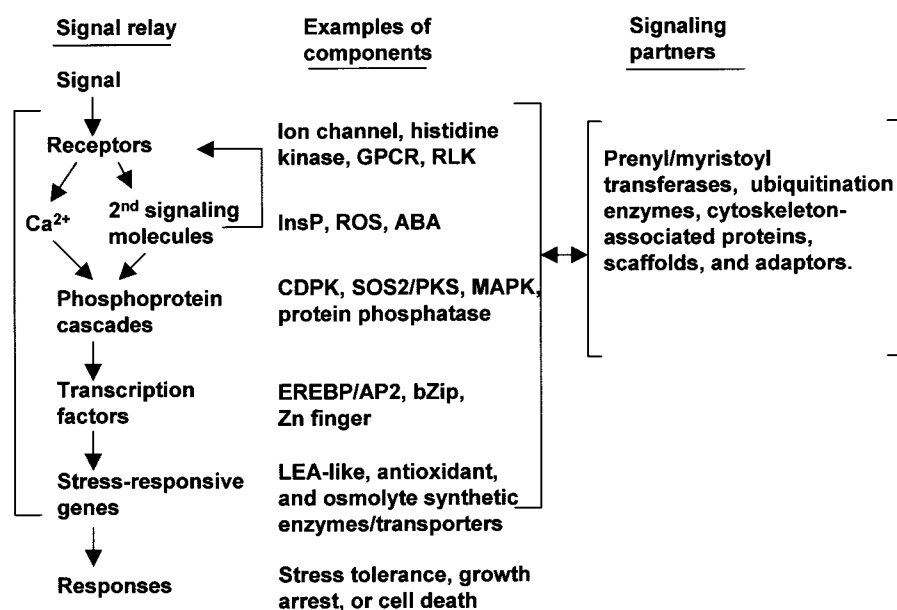 Signal relay
Examples of
components
Signaling
partners
Signal
Receptors
Ion channel, histidine
kinase, GPCR, RLK
Prenyl/myristoyl
transferases, ubiquitination
enzymes, cytoskeleton-
associated proteins,
scaffolds, and adaptors.
Ca²⁺
2nd signaling
molecules
InsP, ROS, ABA
Phosphoprotein
cascades
CDPK, SOS2/PKS, MAPK,
protein phosphatase
Transcription
factors
EREBP/AP2, bZip,
Zn finger
Stress-responsive
genes
LEA-like, antioxidant,
and osmolyte synthetic
enzymes/transporters
Responses
Stress tolerance, growth
arrest, or cell death